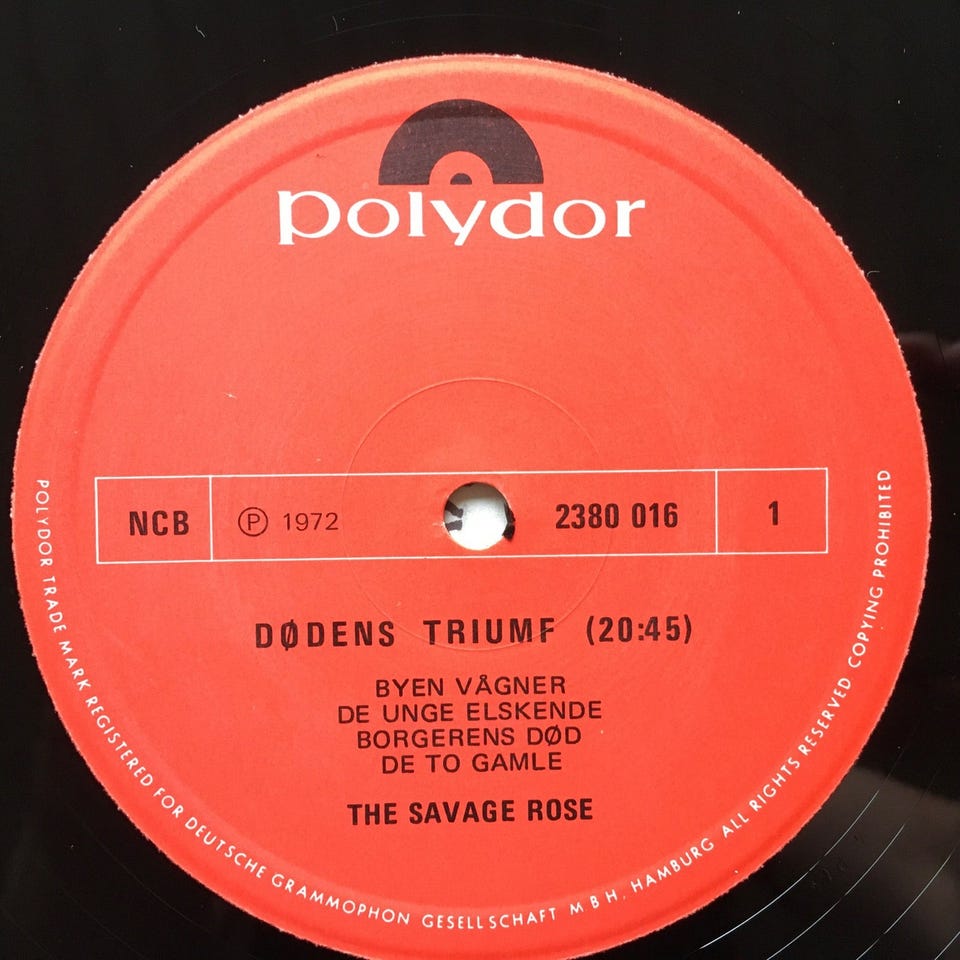 polydor
NCB ℗ 1972 2380 016 1
DØDENS TRIUMF (20:45)
BYEN VÅGNER
DE UNGE ELSKENDE
BORGERENS DØD
DE TO GAMLE
THE SAVAGE ROSE
POLYDOR TRADE MARK REGISTERED FOR DEUTSCHE GRAMMOPHON GESELLSCHAFT MBH, HAMBURG ALL RIGHTS RESERVED COPYING PROHIBITED